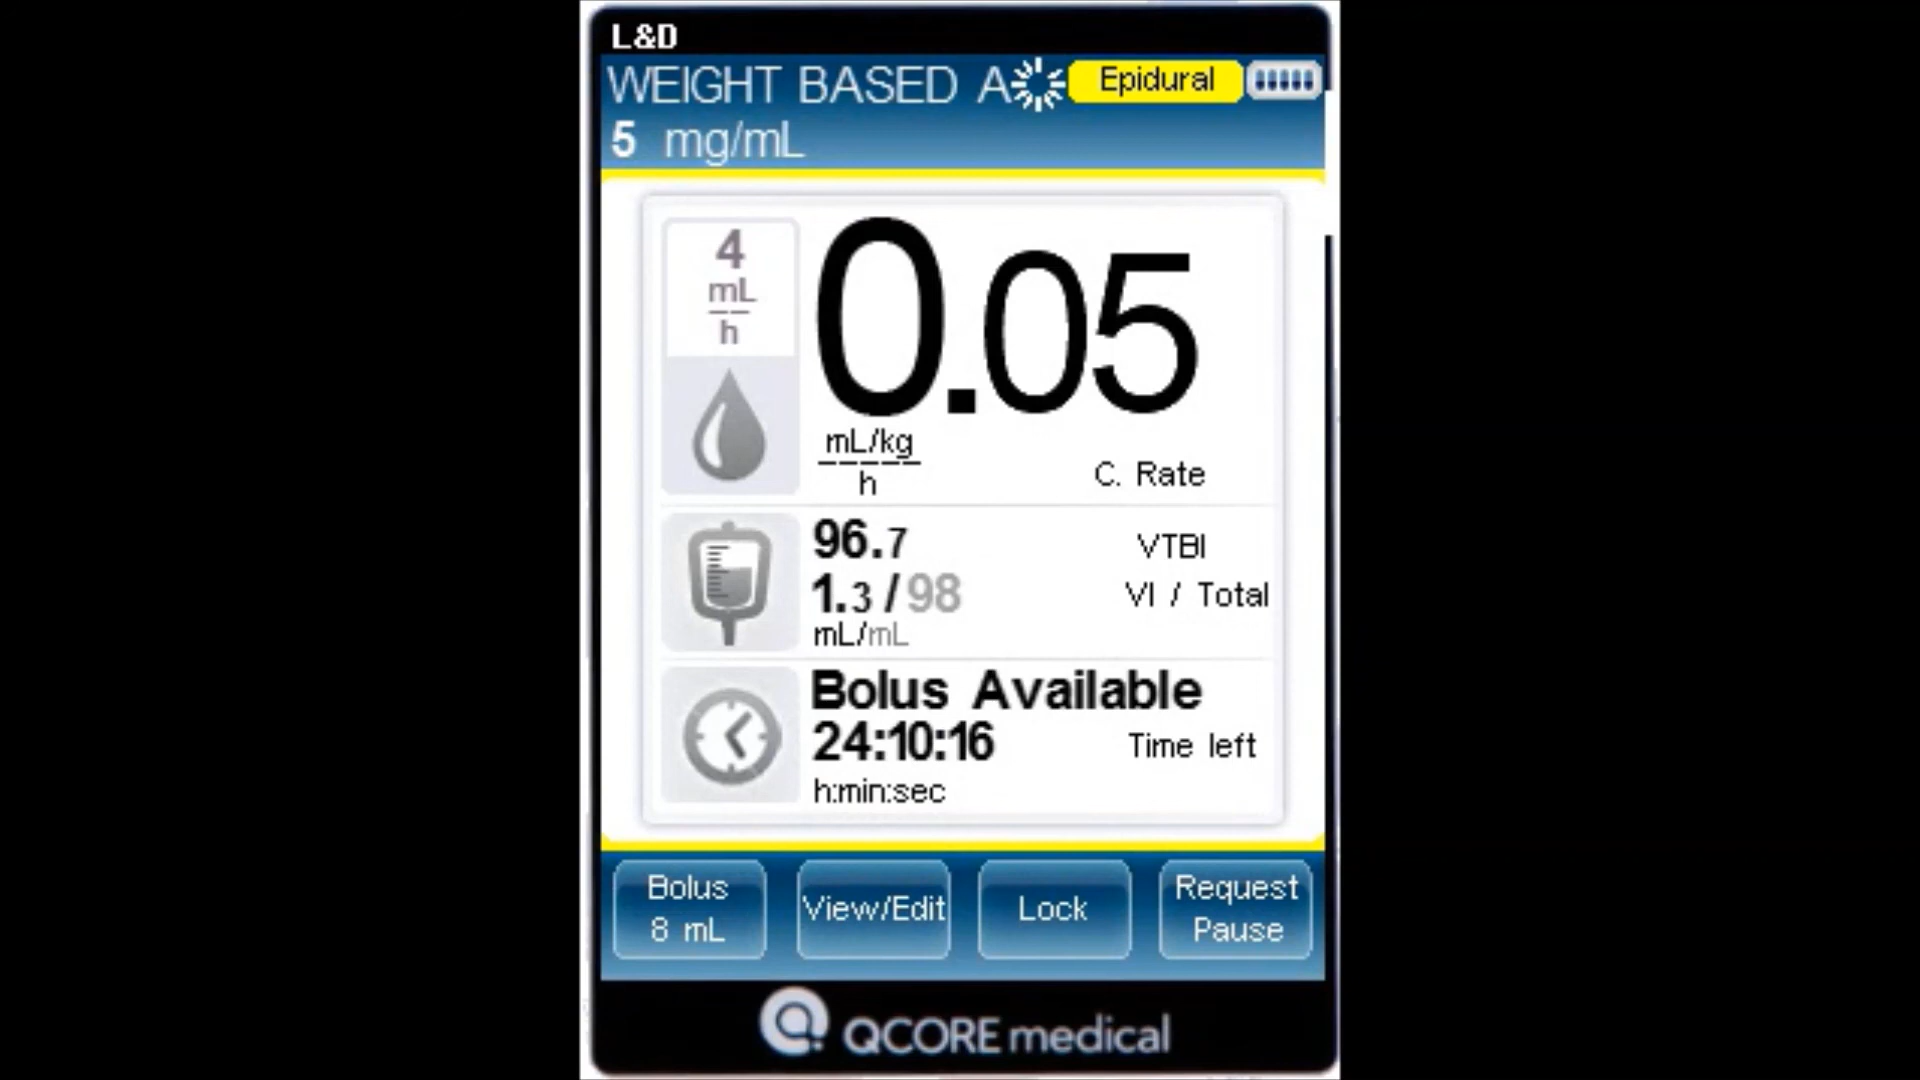 L&D
WEIGHT BASED A
Epidural
5 mg/mL
4
mL
h
0.05
mL/kg
h
C. Rate
96.7
VTBI
1.3 / 98
VI / Total
mL/mL
Bolus Available
24:10:16
Time left
h:min:sec
Bolus
8 mL
View/Edit
Lock
Request
Pause
QCORE medical